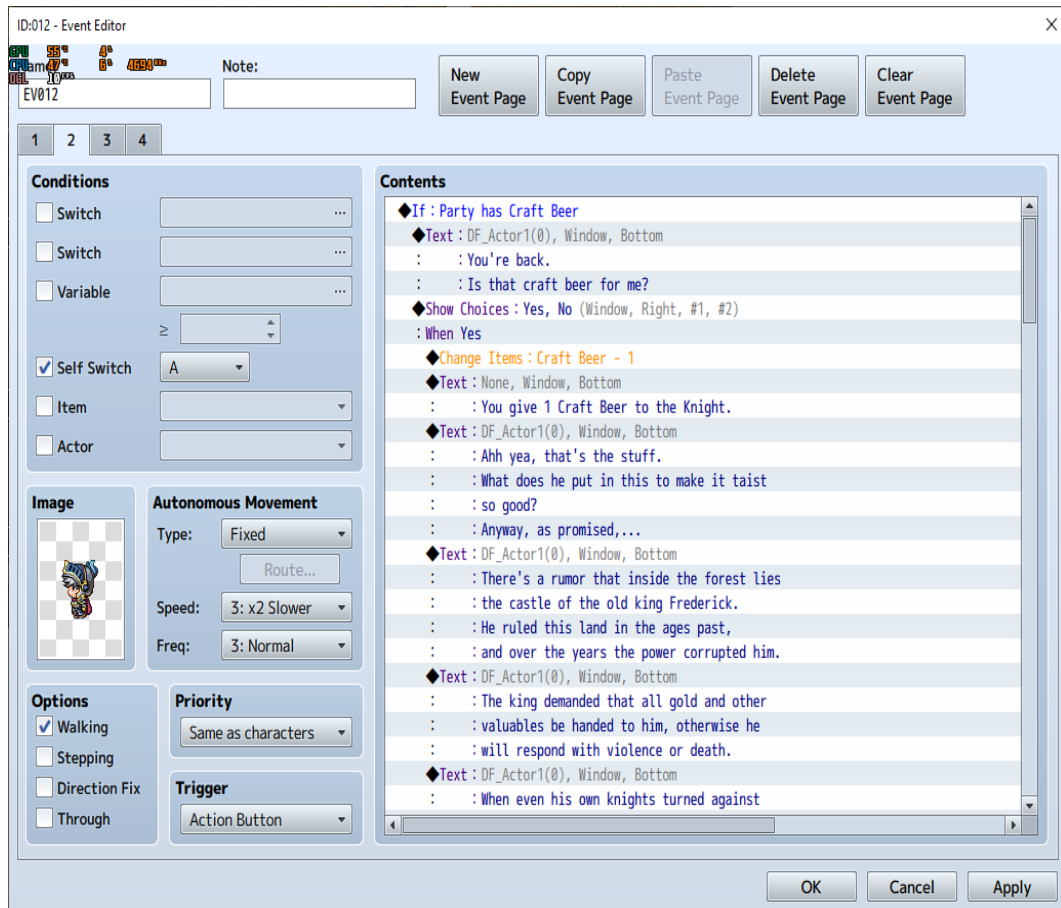 ID:012 - Event Editor
X
GPU 55°C 4%
CPU 47°C 6% 4694
OGL 10 FPS
Note:
EV012
New Event Page
Copy Event Page
Paste Event Page
Delete Event Page
Clear Event Page
1 2 3 4
Conditions
Switch ...
Switch ...
Variable ...
≥
Self Switch A
Item
Actor
Image
Autonomous Movement
Type: Fixed
Route...
Speed: 3: x2 Slower
Freq: 3: Normal
Options
Walking
Stepping
Direction Fix
Through
Priority
Same as characters
Trigger
Action Button
Contents
◆If : Party has Craft Beer
◆Text : DF_Actor1(0), Window, Bottom
: : You're back.
: : Is that craft beer for me?
◆Show Choices : Yes, No (Window, Right, #1, #2)
: When Yes
◆Change Items : Craft Beer - 1
◆Text : None, Window, Bottom
: : You give 1 Craft Beer to the Knight.
◆Text : DF_Actor1(0), Window, Bottom
: : Ahh yea, that's the stuff.
: : What does he put in this to make it taist
: : so good?
: : Anyway, as promised,...
◆Text : DF_Actor1(0), Window, Bottom
: : There's a rumor that inside the forest lies
: : the castle of the old king Frederick.
: : He ruled this land in the ages past,
: : and over the years the power corrupted him.
◆Text : DF_Actor1(0), Window, Bottom
: : The king demanded that all gold and other
: : valuables be handed to him, otherwise he
: : will respond with violence or death.
◆Text : DF_Actor1(0), Window, Bottom
: : When even his own knights turned against
OK
Cancel
Apply